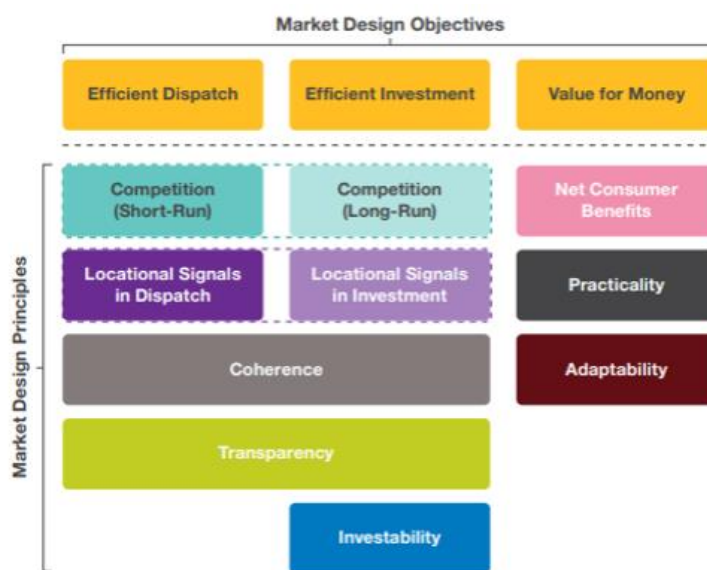 Market Design Objectives
Efficient Dispatch
Efficient Investment
Value for Money
Market Design Principles
Competition
(Short-Run)
Competition
(Long-Run)
Net Consumer
Benefits
Locational Signals
in Dispatch
Locational Signals
in Investment
Practicality
Coherence
Adaptability
Transparency
Investability